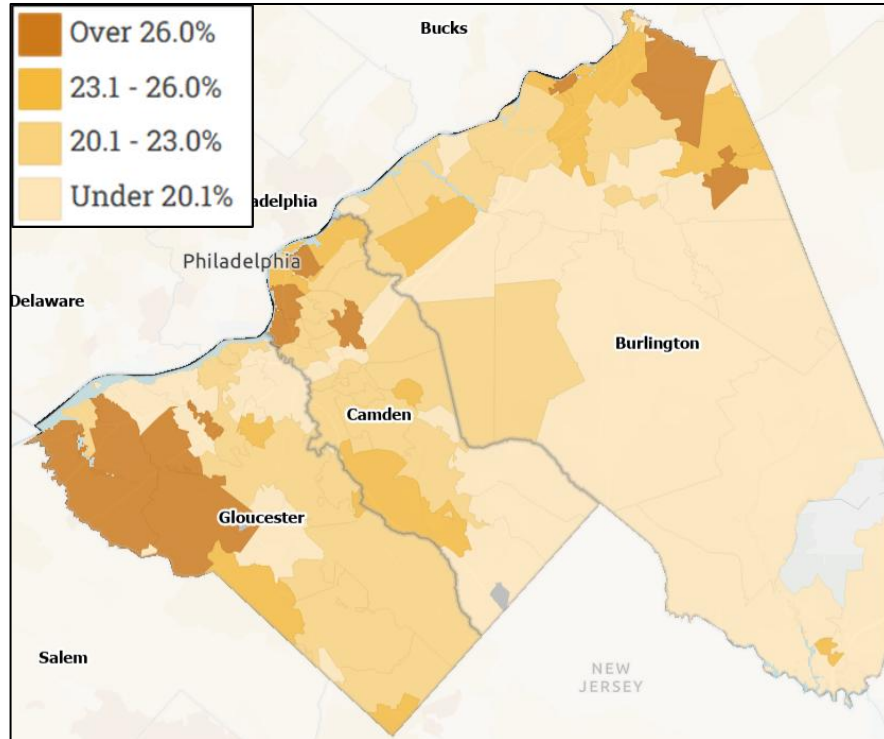 Over 26.0%
23.1 - 26.0%
20.1 - 23.0%
Under 20.1%
Bucks
adelphia
Philadelphia
Delaware
Burlington
Camden
Gloucester
Salem
NEW
JERSEY